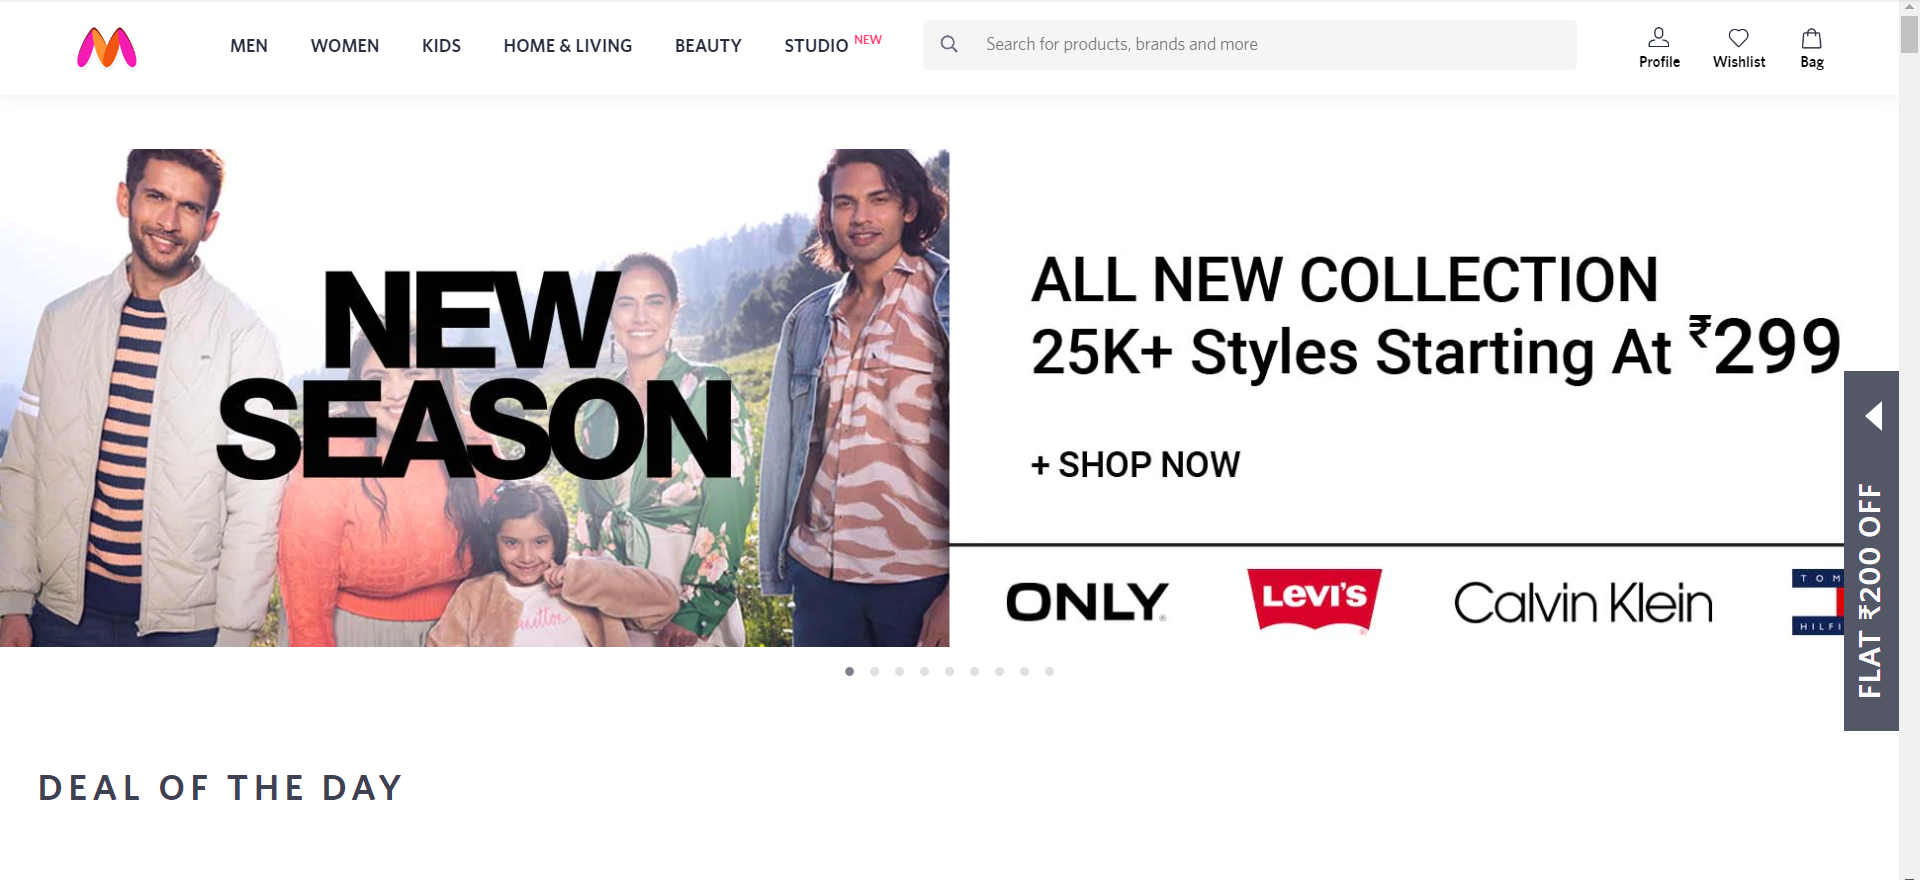 MEN
WOMEN
KIDS
HOME & LIVING
BEAUTY
STUDIO NEW
Search for products, brands and more
Profile
Wishlist
Bag
NEW
SEASON
ALL NEW COLLECTION
25K+ Styles Starting At ₹299
+ SHOP NOW
ONLY
Levi's
Calvin Klein
TOM
HILFI
FLAT ₹200 OFF
DEAL OF THE DAY